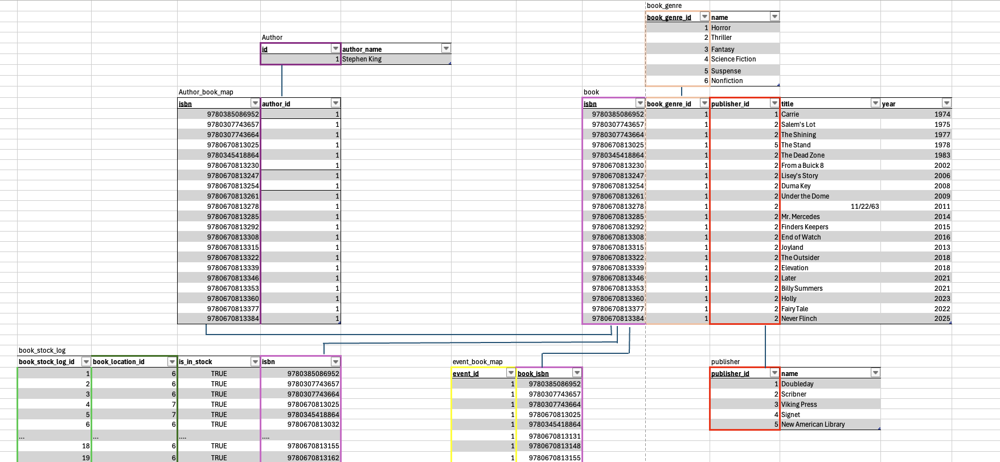 book_genre
book_genre_id name
1 Horror
2 Thriller
3 Fantasy
4 Science Fiction
5 Suspense
6 Nonfiction
Author
id author_name
1 Stephen King
Author_book_map
isbn author_id
9780385086952 1
9780307743657 1
9780307743664 1
9780670813025 1
9780345418864 1
9780670813230 1
9780670813247 1
9780670813254 1
9780670813261 1
9780670813278 1
9780670813285 1
9780670813292 1
9780670813308 1
9780670813315 1
9780670813322 1
9780670813339 1
9780670813346 1
9780670813353 1
9780670813360 1
9780670813377 1
9780670813384 1
book
isbn book_genre_id publisher_id title year
9780385086952 1 1 Carrie 1974
9780307743657 1 2 Salem's Lot 1975
9780307743664 1 2 The Shining 1977
9780670813025 1 5 The Stand 1978
9780345418864 1 2 The Dead Zone 1983
9780670813230 1 2 From a Buick 8 2002
9780670813247 1 2 Lisey's Story 2006
9780670813254 1 2 Duma Key 2008
9780670813261 1 2 Under the Dome 2009
9780670813278 1 2 11/22/63 2011
9780670813285 1 2 Mr. Mercedes 2014
9780670813292 1 2 Finders Keepers 2015
9780670813308 1 2 End of Watch 2016
9780670813315 1 2 Joyland 2013
9780670813322 1 2 The Outsider 2018
9780670813339 1 2 Elevation 2018
9780670813346 1 2 Later 2021
9780670813353 1 2 Billy Summers 2021
9780670813360 1 2 Holly 2023
9780670813377 1 2 Fairy Tale 2022
9780670813384 1 2 Never Flinch 2025
book_stock_log
book_stock_log_id book_location_id is_in_stock isbn
1 6 TRUE 9780385086952
2 6 TRUE 9780307743657
3 6 TRUE 9780307743664
4 7 TRUE 9780670813025
5 7 TRUE 9780345418864
6 6 TRUE 9780670813032
... ... .... ....
18 6 TRUE 9780670813155
19 6 TRUE 9780670813162
event_book_map
event_id book_isbn
1 9780385086952
1 9780307743657
1 9780307743664
1 9780670813025
1 9780345418864
1 9780670813131
1 9780670813148
1 9780670813155
publisher
publisher_id name
1 Doubleday
2 Scribner
3 Viking Press
4 Signet
5 New American Library